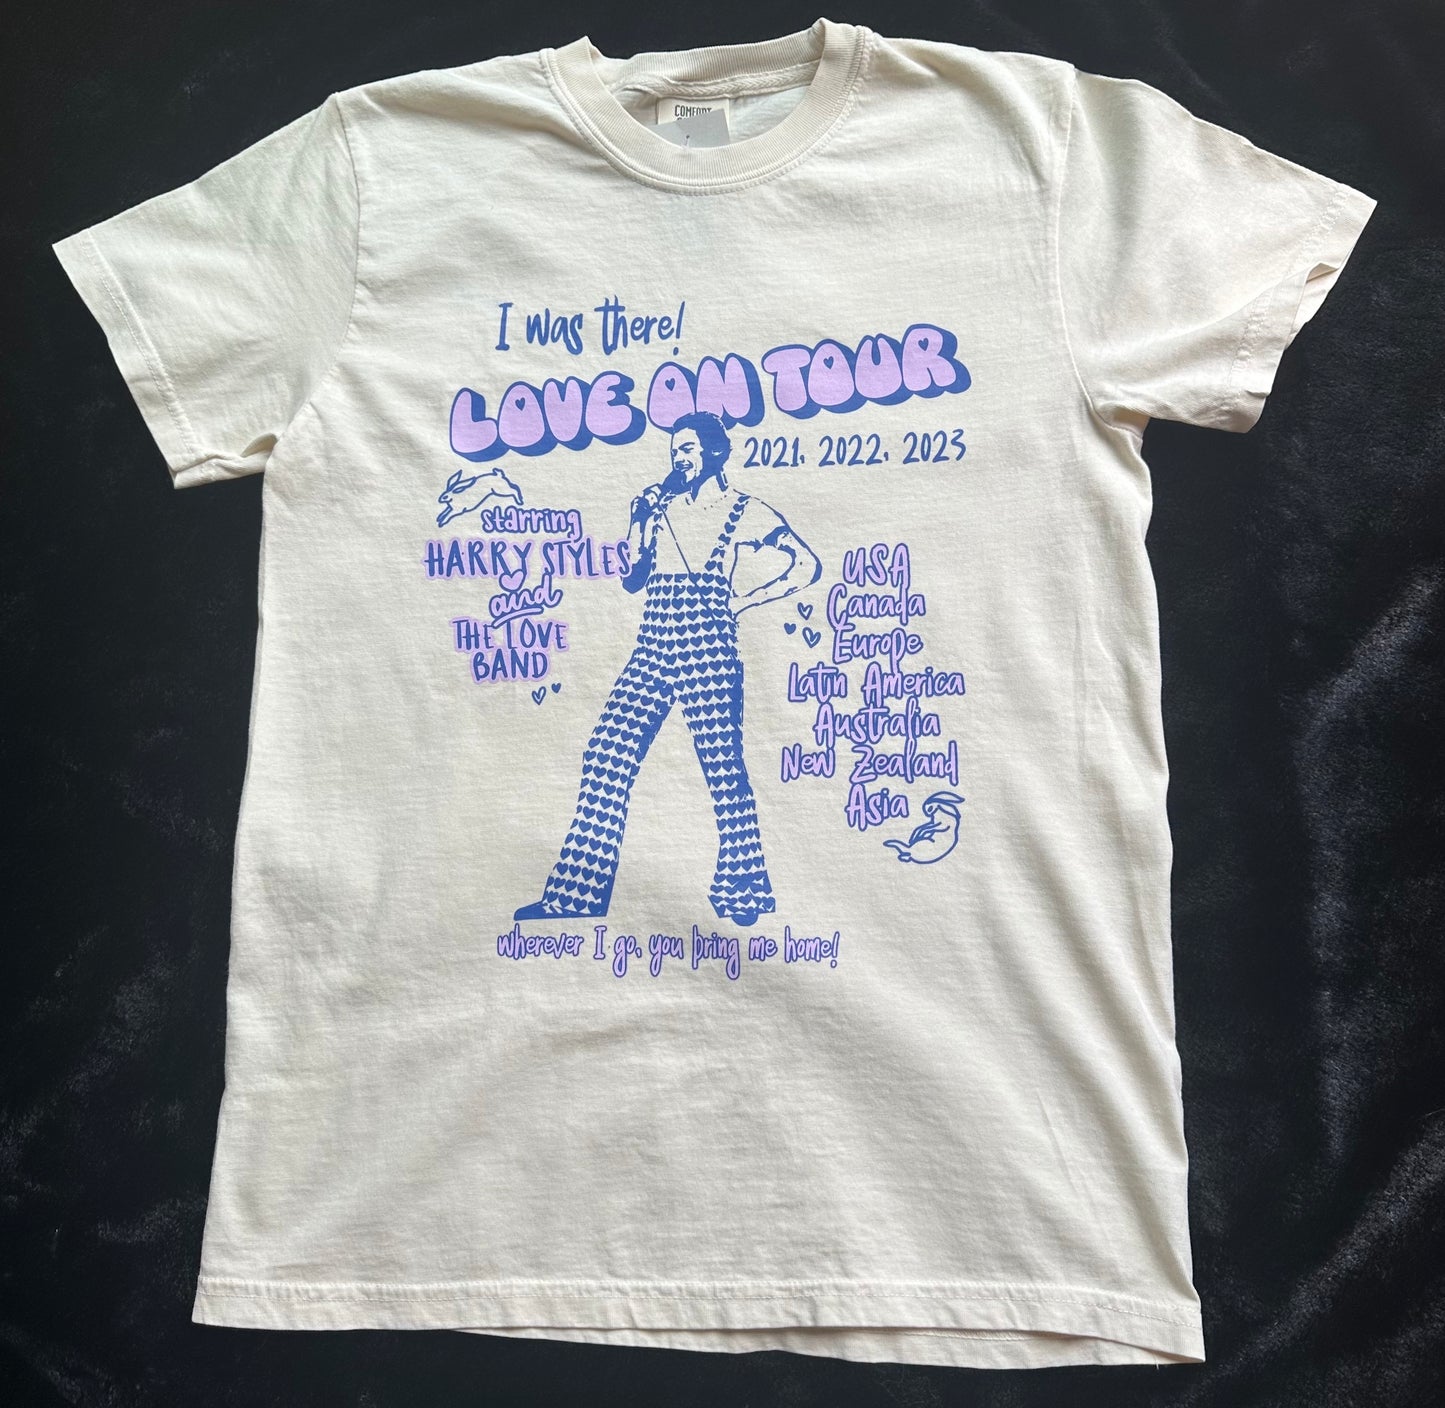 COMFORT
I was there!
LOVE ON TOUR
2021, 2022, 2023
starring
HARRY STYLES
and
THE LOVE
BAND
USA
Canada
Europe
Latin America
Australia
New Zealand
Asia
wherever I go, you bring me home!